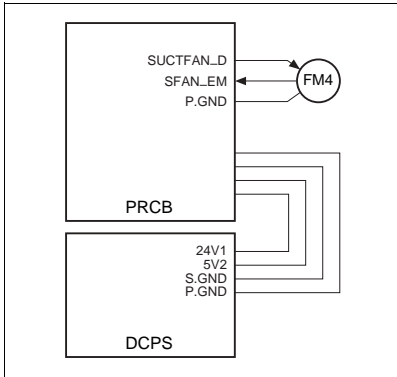 SUCTFAN_D
SFAN_EM
FM4
P.GND
PRCB
24V1
5V2
S.GND
P.GND
DCPS